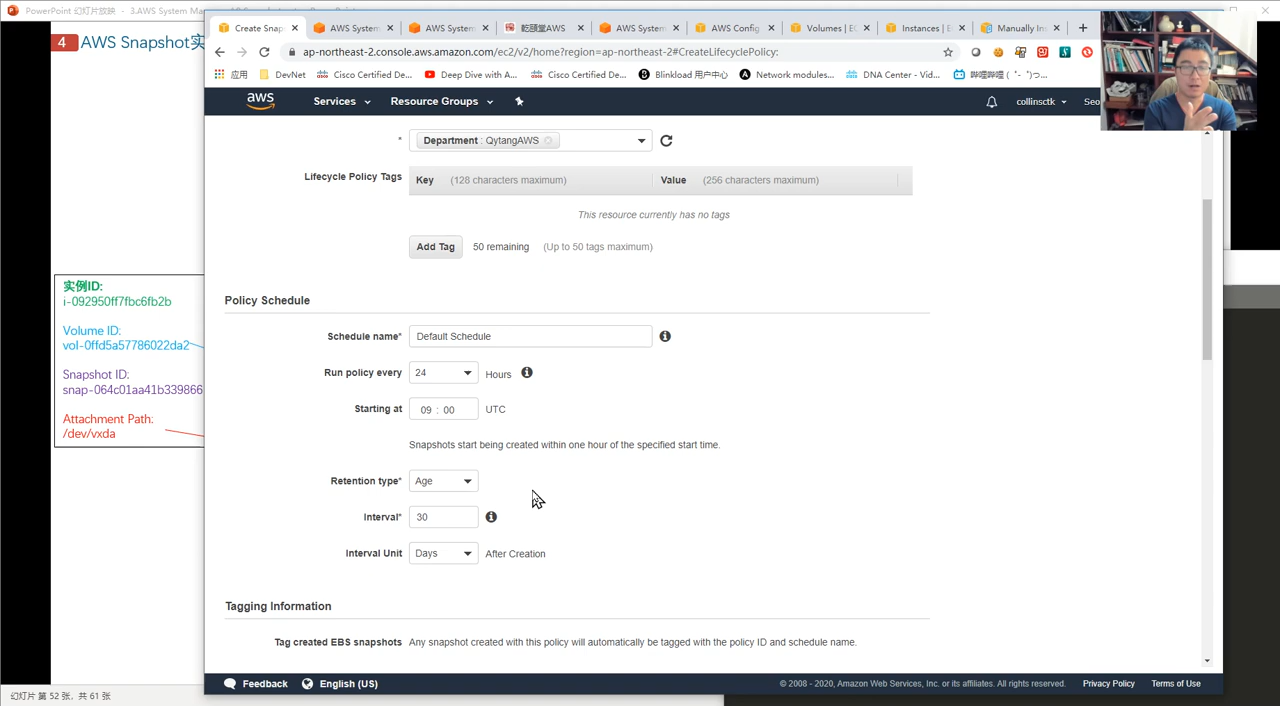 PowerPoint 幻灯片放映
4 AWS Snapshot实
实例ID:
i-092950ff7fbc6fb2b
Volume ID:
vol-0ffd5a57786022da2
Snapshot ID:
snap-064c01aa41b339866
Attachment Path:
/dev/vxda
幻灯片 第 52 张，共 61 张
Create Snap
AWS System
AWS System
乾颐堂AWS
AWS System
AWS Config
Volumes | E
Instances | E
Manually In
ap-northeast-2.console.aws.amazon.com/ec2/v2/home?region=ap-northeast-2#CreateLifecyclePolicy:
应用
DevNet
Cisco Certified De...
Deep Dive with A...
Cisco Certified De...
Blinkload 用户中心
Network modules...
DNA Center - Vid...
哔哩哔哩 ( ゜- ゜)つ...
aws
Services
Resource Groups
collinsctk
Seo
* Department : QytangAWS
Lifecycle Policy Tags
Key (128 characters maximum)
Value (256 characters maximum)
This resource currently has no tags
Add Tag
50 remaining
(Up to 50 tags maximum)
Policy Schedule
Schedule name*
Default Schedule
Run policy every
24
Hours
Starting at
09 : 00
UTC
Snapshots start being created within one hour of the specified start time.
Retention type*
Age
Interval*
30
Interval Unit
Days
After Creation
Tagging Information
Tag created EBS snapshots
Any snapshot created with this policy will automatically be tagged with the policy ID and schedule name.
Feedback
English (US)
© 2008 - 2020, Amazon Web Services, Inc. or its affiliates. All rights reserved.
Privacy Policy
Terms of Use